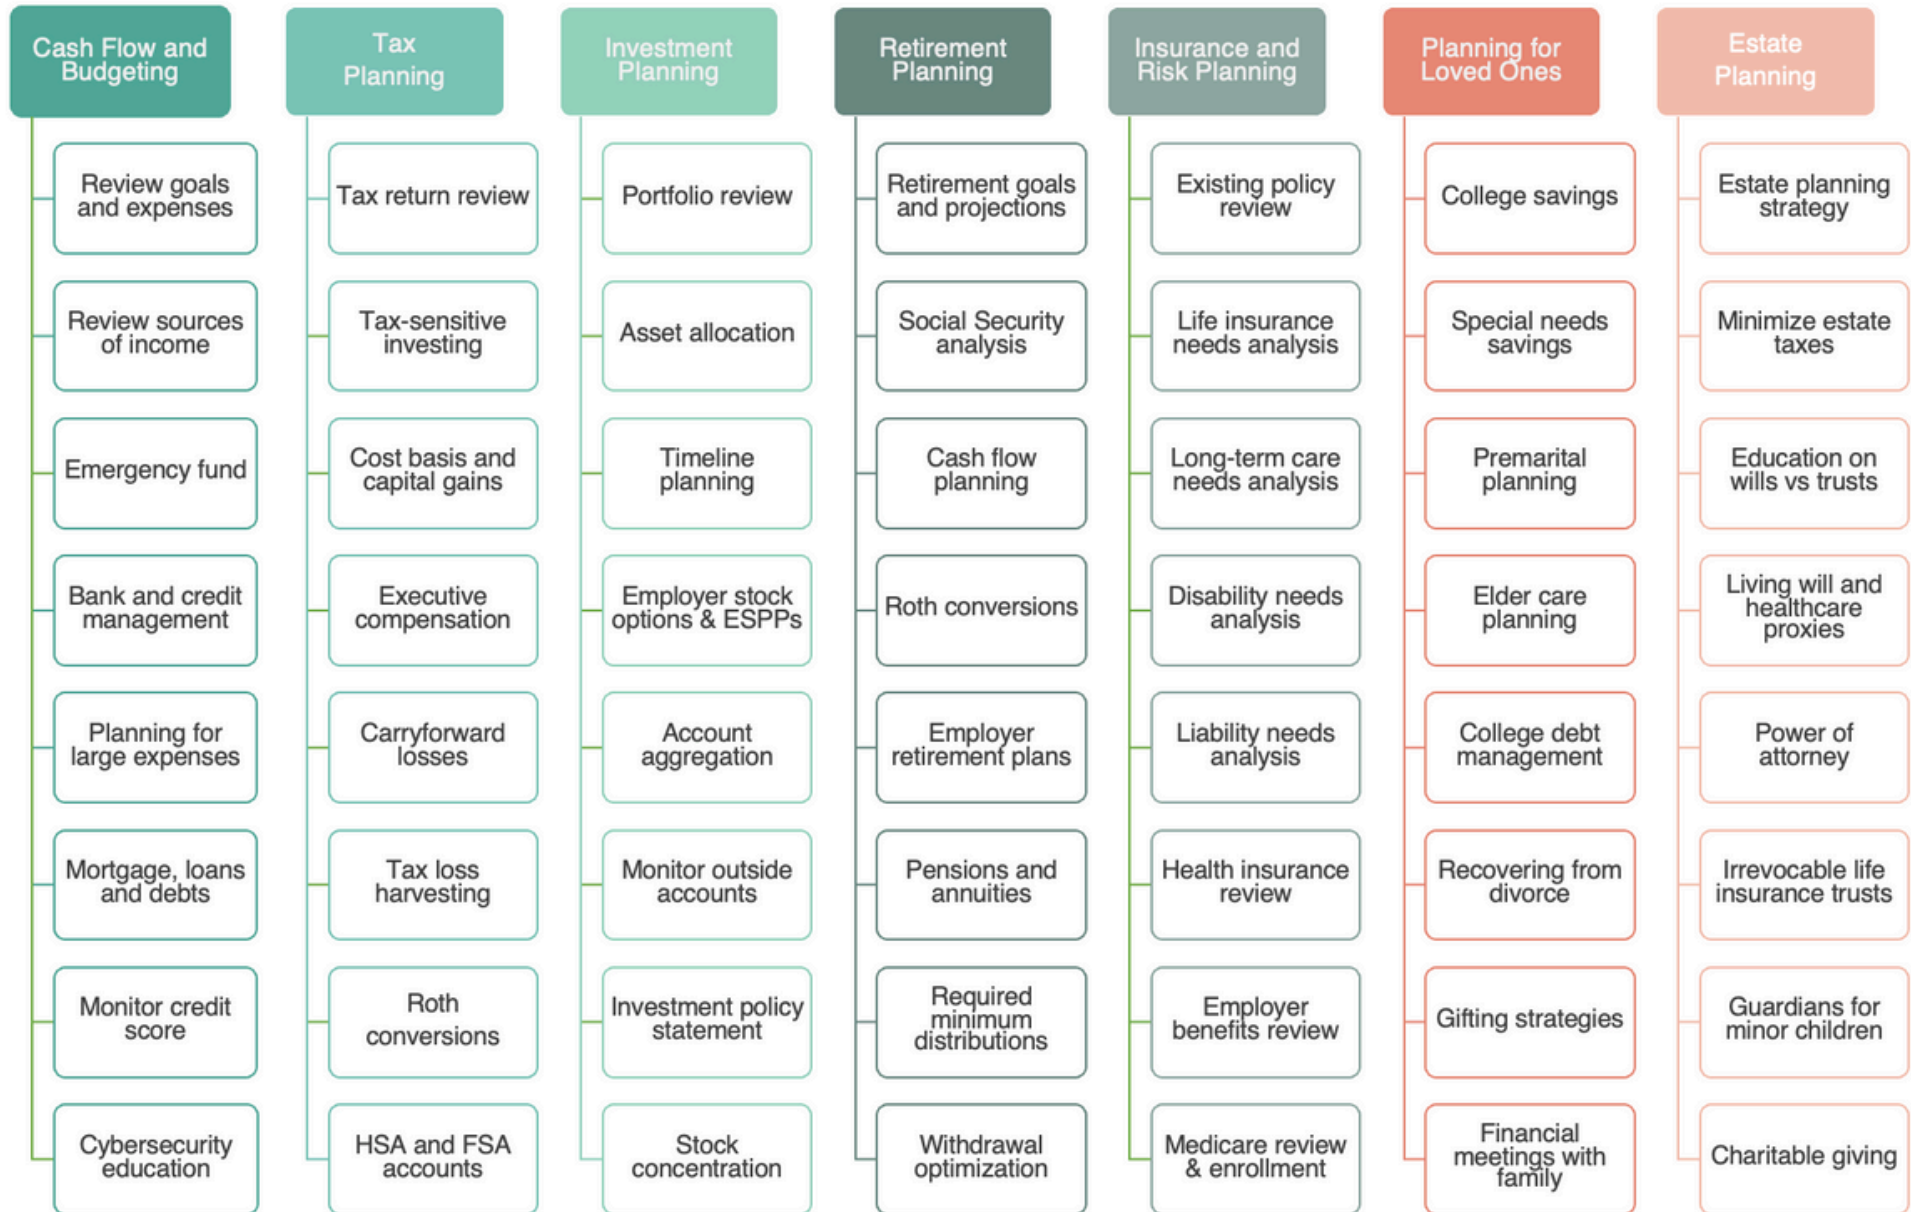 Cash Flow and
Budgeting
Review goals
and expenses
Review sources
of income
Emergency fund
Bank and credit
management
Planning for
large expenses
Mortgage, loans
and debts
Monitor credit
score
Cybersecurity
education
Tax
Planning
Tax return review
Tax-sensitive
investing
Cost basis and
capital gains
Executive
compensation
Carryforward
losses
Tax loss
harvesting
Roth
conversions
HSA and FSA
accounts
Investment
Planning
Portfolio review
Asset allocation
Timeline
planning
Employer stock
options & ESPPs
Account
aggregation
Monitor outside
accounts
Investment policy
statement
Stock
concentration
Retirement
Planning
Retirement goals
and projections
Social Security
analysis
Cash flow
planning
Roth conversions
Employer
retirement plans
Pensions and
annuities
Required
minimum
distributions
Withdrawal
optimization
Insurance and
Risk Planning
Existing policy
review
Life insurance
needs analysis
Long-term care
needs analysis
Disability needs
analysis
Liability needs
analysis
Health insurance
review
Employer
benefits review
Medicare review
& enrollment
Planning for
Loved Ones
College savings
Special needs
savings
Premarital
planning
Elder care
planning
College debt
management
Recovering from
divorce
Gifting strategies
Financial
meetings with
family
Estate
Planning
Estate planning
strategy
Minimize estate
taxes
Education on
wills vs trusts
Living will and
healthcare
proxies
Power of
attorney
Irrevocable life
insurance trusts
Guardians for
minor children
Charitable giving